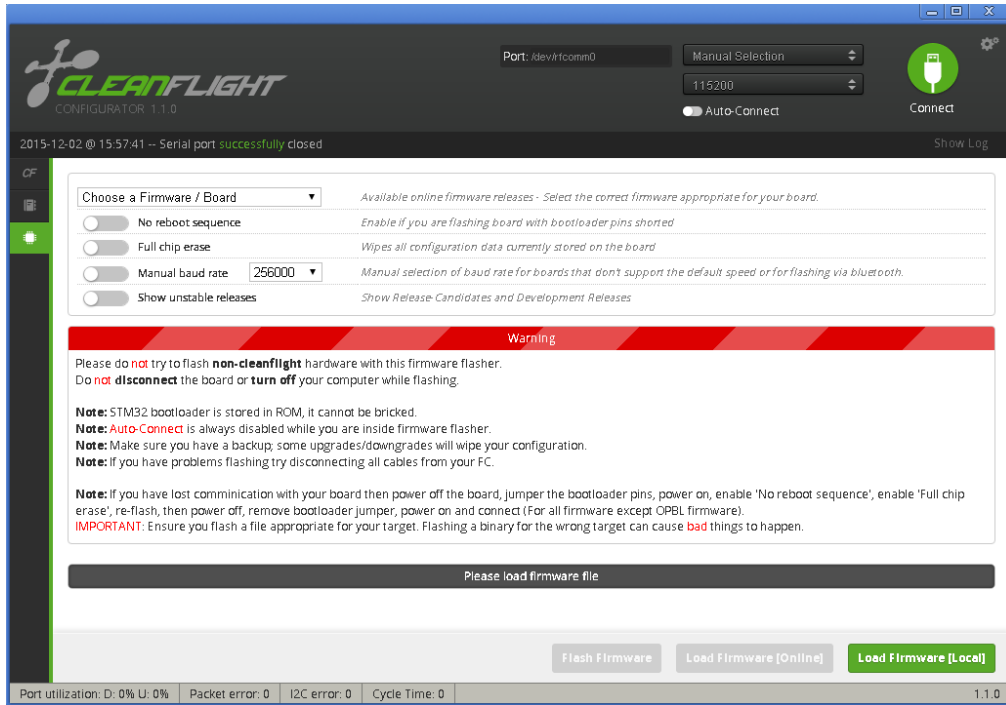 Port: /dev/rfcomm0
Manual Selection
115200
Auto-Connect
Connect
CLEANFLIGHT
CONFIGURATOR 1.1.0
2015-12-02 @ 15:57:41 -- Serial port successfully closed
Show Log
CF
Choose a Firmware / Board
Available online firmware releases - Select the correct firmware appropriate for your board.
No reboot sequence
Enable if you are flashing board with bootloader pins shorted
Full chip erase
Wipes all configuration data currently stored on the board
Manual baud rate
256000
Manual selection of baud rate for boards that don't support the default speed or for flashing via bluetooth.
Show unstable releases
Show Release-Candidates and Development Releases
Warning
Please do not try to flash non-cleanflight hardware with this firmware flasher.
Do not disconnect the board or turn off your computer while flashing.
Note: STM32 bootloader is stored in ROM, it cannot be bricked.
Note: Auto-Connect is always disabled while you are inside firmware flasher.
Note: Make sure you have a backup; some upgrades/downgrades will wipe your configuration.
Note: If you have problems flashing try disconnecting all cables from your FC.
Note: If you have lost comminication with your board then power off the board, jumper the bootloader pins, power on, enable 'No reboot sequence', enable 'Full chip
erase', re-flash, then power off, remove bootloader jumper, power on and connect (For all firmware except OPBL firmware).
IMPORTANT: Ensure you flash a file appropriate for your target. Flashing a binary for the wrong target can cause bad things to happen.
Please load firmware file
Flash Firmware
Load Firmware [Online]
Load Firmware [Local]
Port utilization: D: 0% U: 0%
Packet error: 0
I2C error: 0
Cycle Time: 0
1.1.0